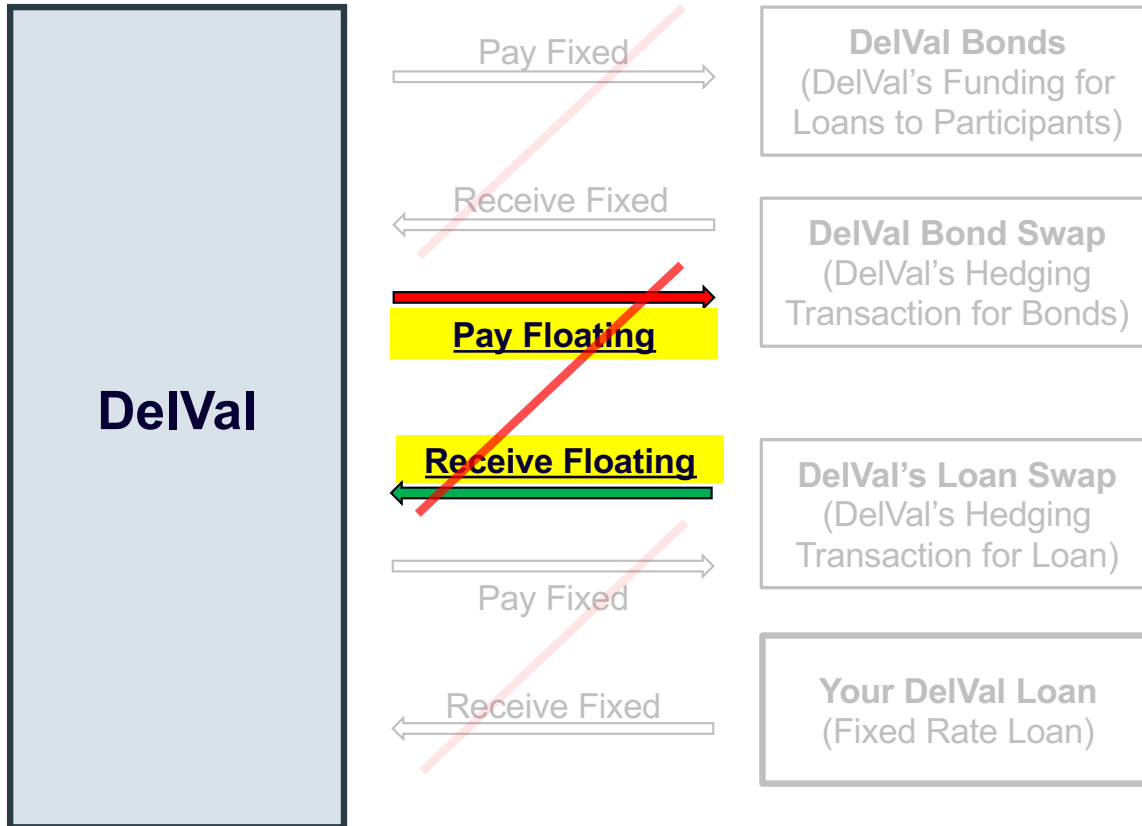 DelVal
Pay Fixed
Receive Fixed
Pay Floating
Receive Floating
Pay Fixed
Receive Fixed
DelVal Bonds
(DelVal's Funding for
Loans to Participants)
DelVal Bond Swap
(DelVal's Hedging
Transaction for Bonds)
DelVal's Loan Swap
(DelVal's Hedging
Transaction for Loan)
Your DelVal Loan
(Fixed Rate Loan)